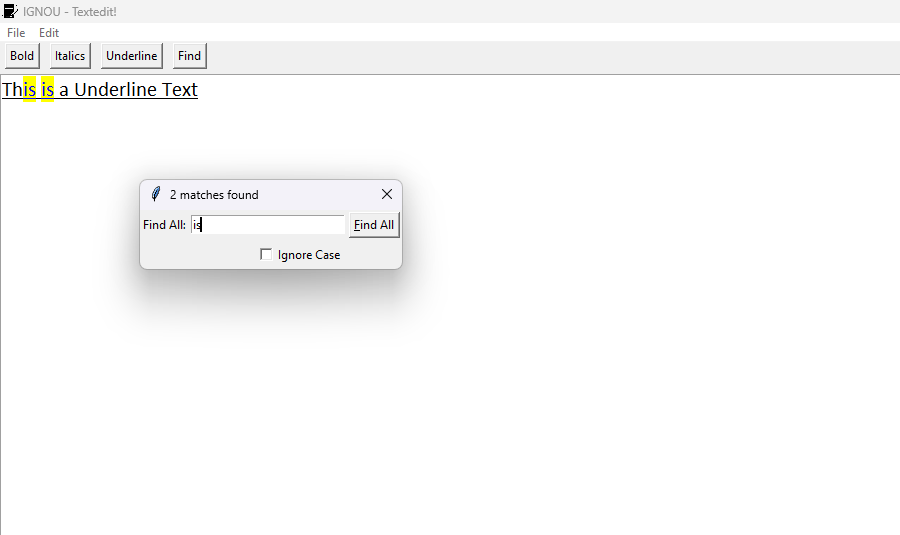 IGNOU - Textedit!
File Edit
Bold Italics Underline Find
This is a Underline Text
2 matches found
Find All: is Find All
Ignore Case